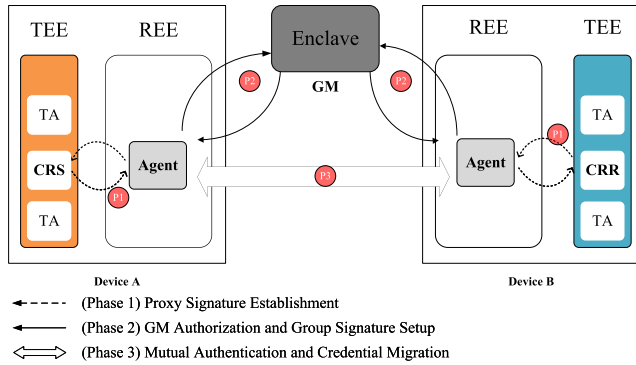 TEE
REE
Enclave
GM
REE
TEE
TA
CRS
TA
Agent
P1
P2
P2
P3
Agent
P1
TA
CRR
TA
Device A
Device B
(Phase 1) Proxy Signature Establishment
(Phase 2) GM Authorization and Group Signature Setup
(Phase 3) Mutual Authentication and Credential Migration